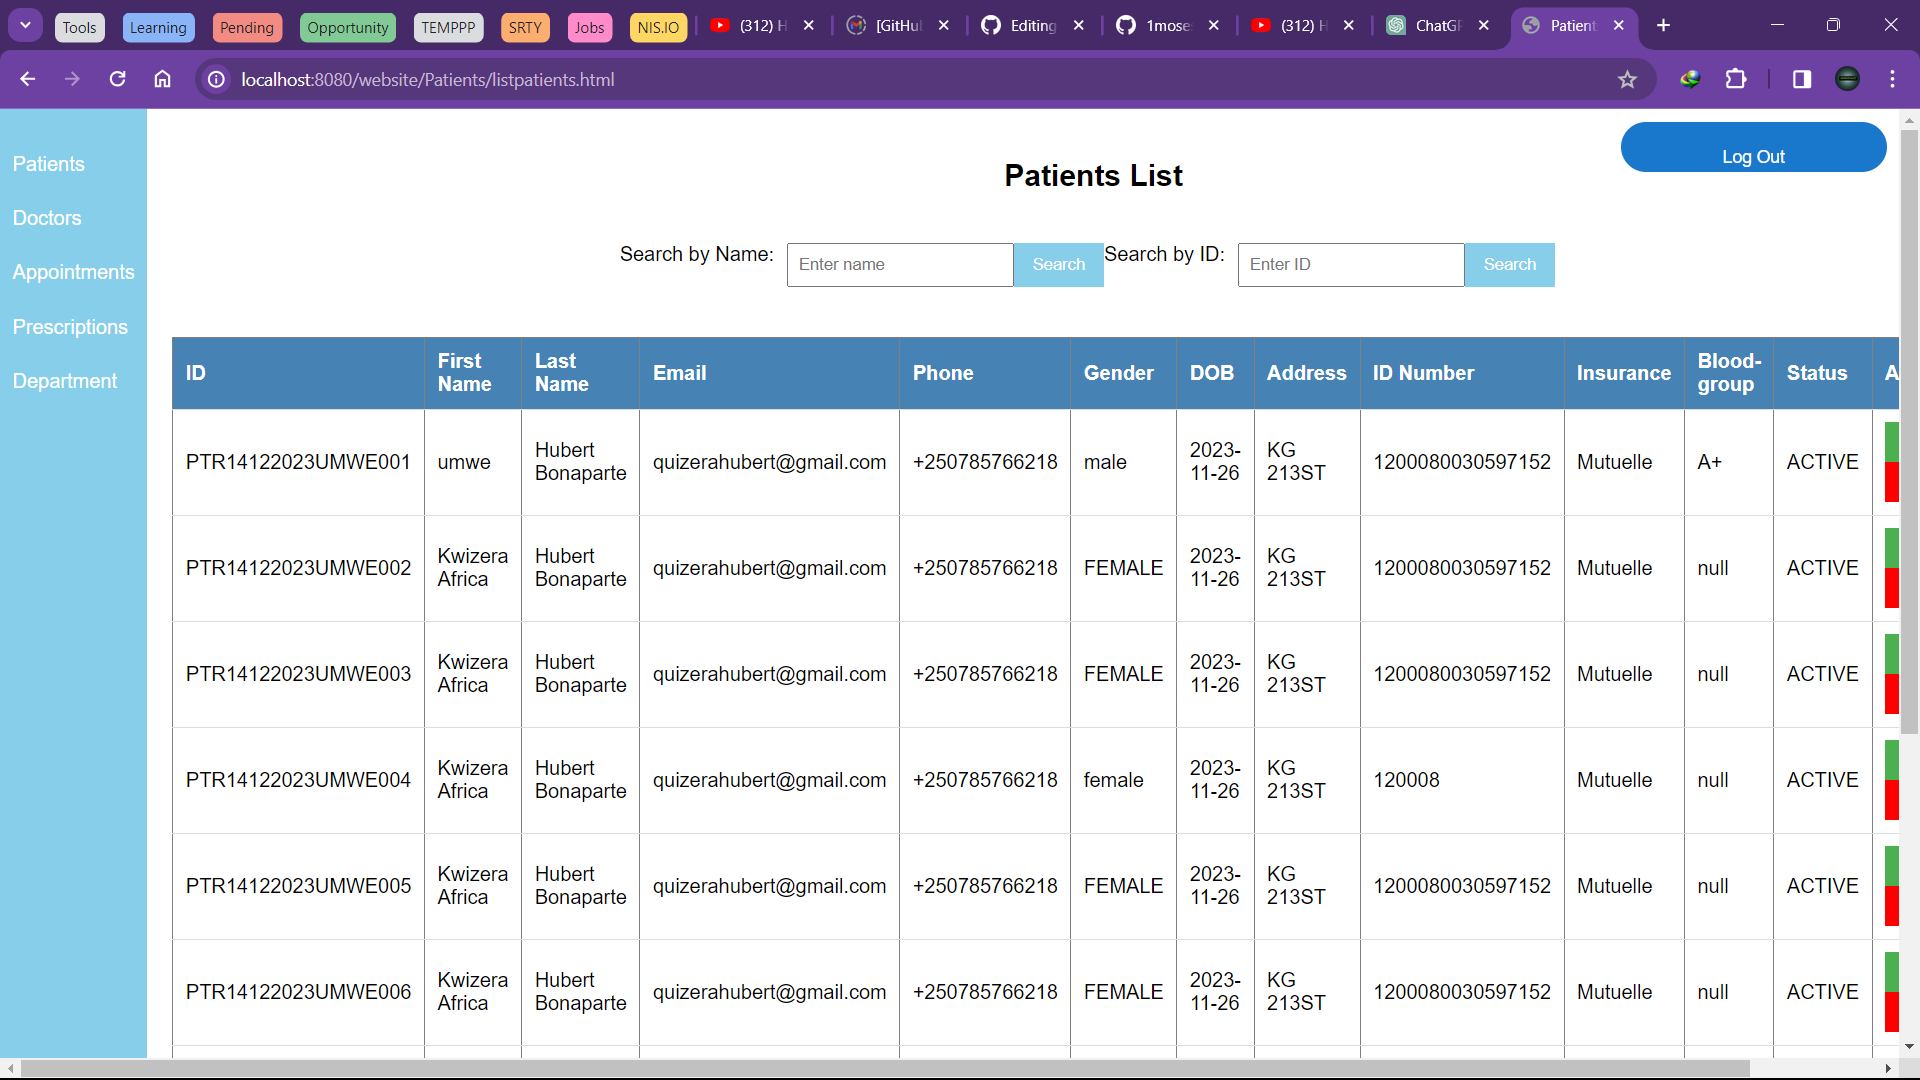 Tools Learning Pending Opportunity TEMPPP SRTY Jobs NIS.IO (312) H [GitHu Editing 1mose (312) H ChatGP Patient
localhost:8080/website/Patients/listpatients.html
Log Out
Patients
Doctors
Appointments
Prescriptions
Department
Patients List
Search by Name: Enter name Search Search by ID: Enter ID Search
ID First Name Last Name Email Phone Gender DOB Address ID Number Insurance Blood-group Status A
PTR14122023UMWE001 umwe Hubert Bonaparte quizerahubert@gmail.com +250785766218 male 2023-11-26 KG 213ST 1200080030597152 Mutuelle A+ ACTIVE
PTR14122023UMWE002 Kwizera Africa Hubert Bonaparte quizerahubert@gmail.com +250785766218 FEMALE 2023-11-26 KG 213ST 1200080030597152 Mutuelle null ACTIVE
PTR14122023UMWE003 Kwizera Africa Hubert Bonaparte quizerahubert@gmail.com +250785766218 FEMALE 2023-11-26 KG 213ST 1200080030597152 Mutuelle null ACTIVE
PTR14122023UMWE004 Kwizera Africa Hubert Bonaparte quizerahubert@gmail.com +250785766218 female 2023-11-26 KG 213ST 120008 Mutuelle null ACTIVE
PTR14122023UMWE005 Kwizera Africa Hubert Bonaparte quizerahubert@gmail.com +250785766218 FEMALE 2023-11-26 KG 213ST 1200080030597152 Mutuelle null ACTIVE
PTR14122023UMWE006 Kwizera Africa Hubert Bonaparte quizerahubert@gmail.com +250785766218 FEMALE 2023-11-26 KG 213ST 1200080030597152 Mutuelle null ACTIVE